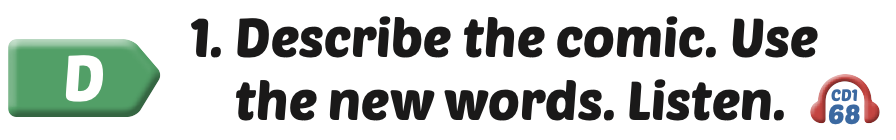 D
1. Describe the comic. Use
the new words. Listen.
CD1
68